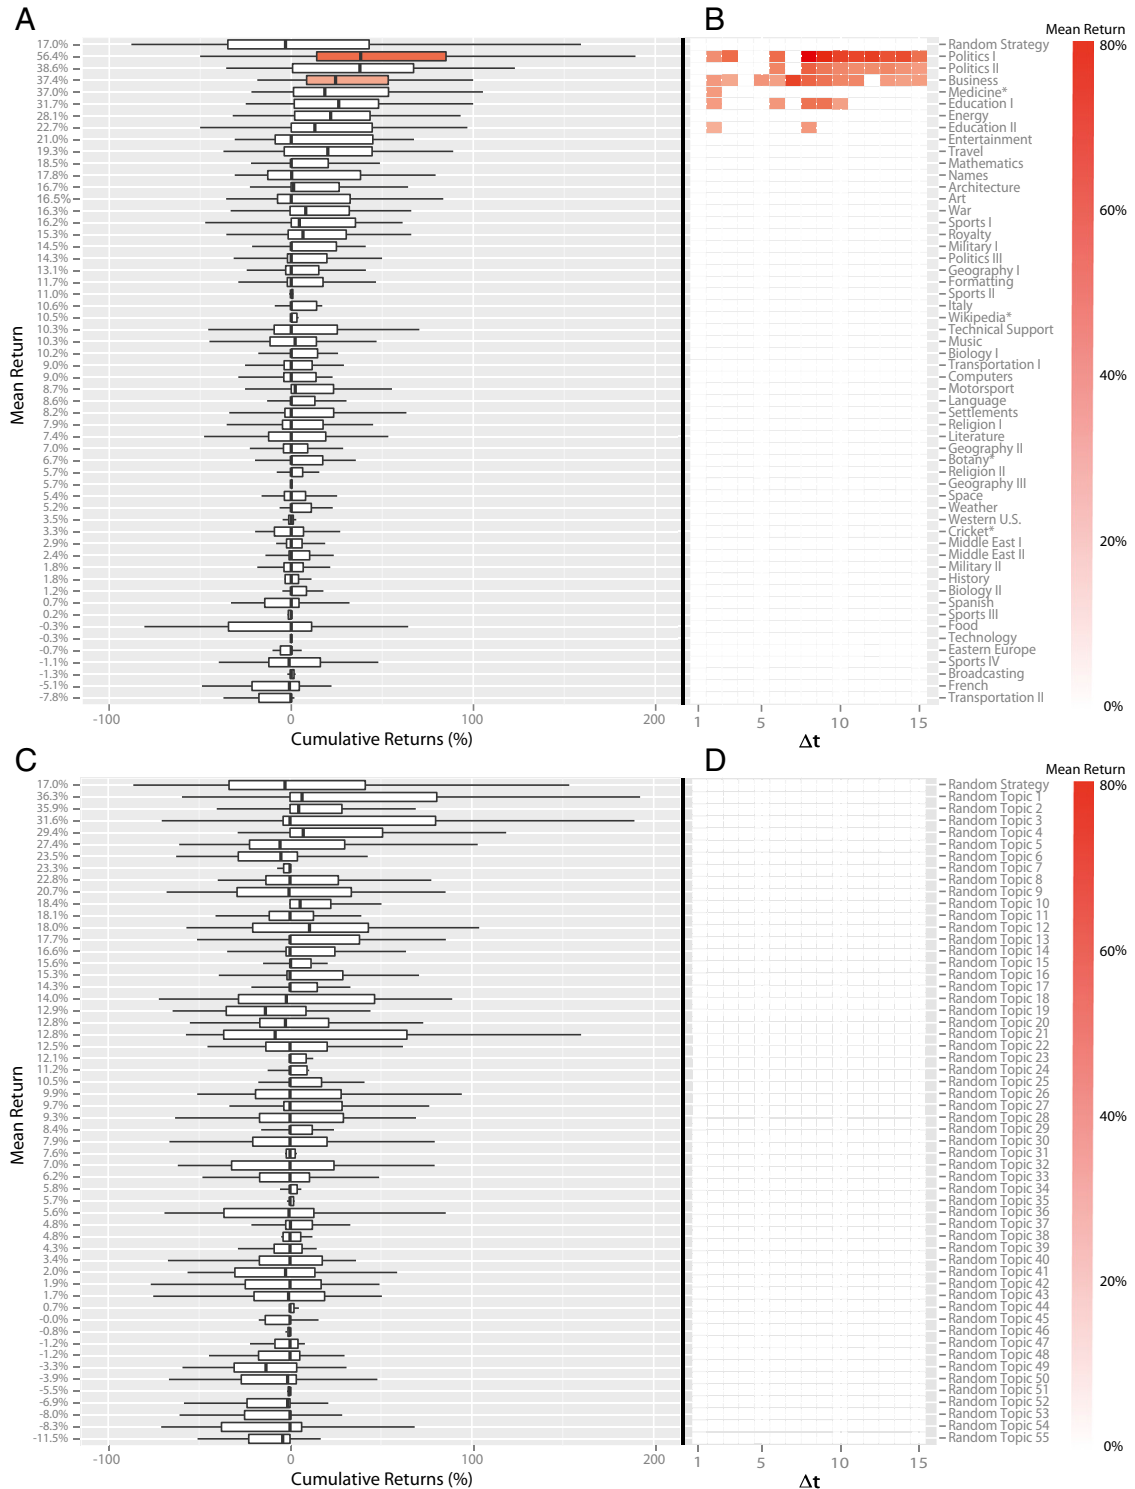 A
B
Mean Return
17.0% Random Strategy
56.4% Politics I
38.6% Politics II
37.4% Business
37.0% Medicine*
31.7% Education I
28.1% Energy
22.7% Education II
21.0% Entertainment
19.3% Travel
18.5% Mathematics
17.8% Names
16.7% Architecture
16.5% Art
16.3% War
16.2% Sports I
15.3% Royalty
14.5% Military I
14.3% Politics III
13.1% Geography I
11.7% Formatting
11.0% Sports II
10.6% Italy
10.5% Wikipedia*
10.3% Technical Support
10.3% Music
10.2% Biology I
9.0% Transportation I
9.0% Computers
8.7% Motorsport
8.6% Language
8.2% Settlements
7.9% Religion I
7.4% Literature
7.0% Geography II
6.7% Botany*
5.7% Religion II
5.7% Geography III
5.4% Space
5.2% Weather
3.5% Western U.S.
3.3% Cricket*
2.9% Middle East I
2.4% Middle East II
1.8% Military II
1.8% History
1.2% Biology II
0.7% Spanish
0.2% Sports III
-0.3% Food
-0.3% Technology
-0.7% Eastern Europe
-1.1% Sports IV
-1.3% Broadcasting
-5.1% French
-7.8% Transportation II
80%
60%
40%
20%
0%
Mean Return
-100 0 100 200 1 5 10 15
Cumulative Returns (%) Δt
C
D
Mean Return
17.0% Random Strategy
36.3% Random Topic 1
35.9% Random Topic 2
31.6% Random Topic 3
29.4% Random Topic 4
27.4% Random Topic 5
23.5% Random Topic 6
23.3% Random Topic 7
22.8% Random Topic 8
20.7% Random Topic 9
18.4% Random Topic 10
18.1% Random Topic 11
18.0% Random Topic 12
17.7% Random Topic 13
16.6% Random Topic 14
15.6% Random Topic 15
15.3% Random Topic 16
14.3% Random Topic 17
14.0% Random Topic 18
12.9% Random Topic 19
12.8% Random Topic 20
12.8% Random Topic 21
12.5% Random Topic 22
12.1% Random Topic 23
11.2% Random Topic 24
10.5% Random Topic 25
9.9% Random Topic 26
9.7% Random Topic 27
9.3% Random Topic 28
8.4% Random Topic 29
7.9% Random Topic 30
7.6% Random Topic 31
7.0% Random Topic 32
6.2% Random Topic 33
5.8% Random Topic 34
5.7% Random Topic 35
5.6% Random Topic 36
4.8% Random Topic 37
4.8% Random Topic 38
4.3% Random Topic 39
3.4% Random Topic 40
2.0% Random Topic 41
1.9% Random Topic 42
1.7% Random Topic 43
0.7% Random Topic 44
-0.0% Random Topic 45
-0.8% Random Topic 46
-1.2% Random Topic 47
-1.2% Random Topic 48
-3.3% Random Topic 49
-3.9% Random Topic 50
-5.5% Random Topic 51
-6.9% Random Topic 52
-8.0% Random Topic 53
-8.3% Random Topic 54
-11.5% Random Topic 55
80%
60%
40%
20%
0%
Mean Return
-100 0 100 200 1 5 10 15
Cumulative Returns (%) Δt